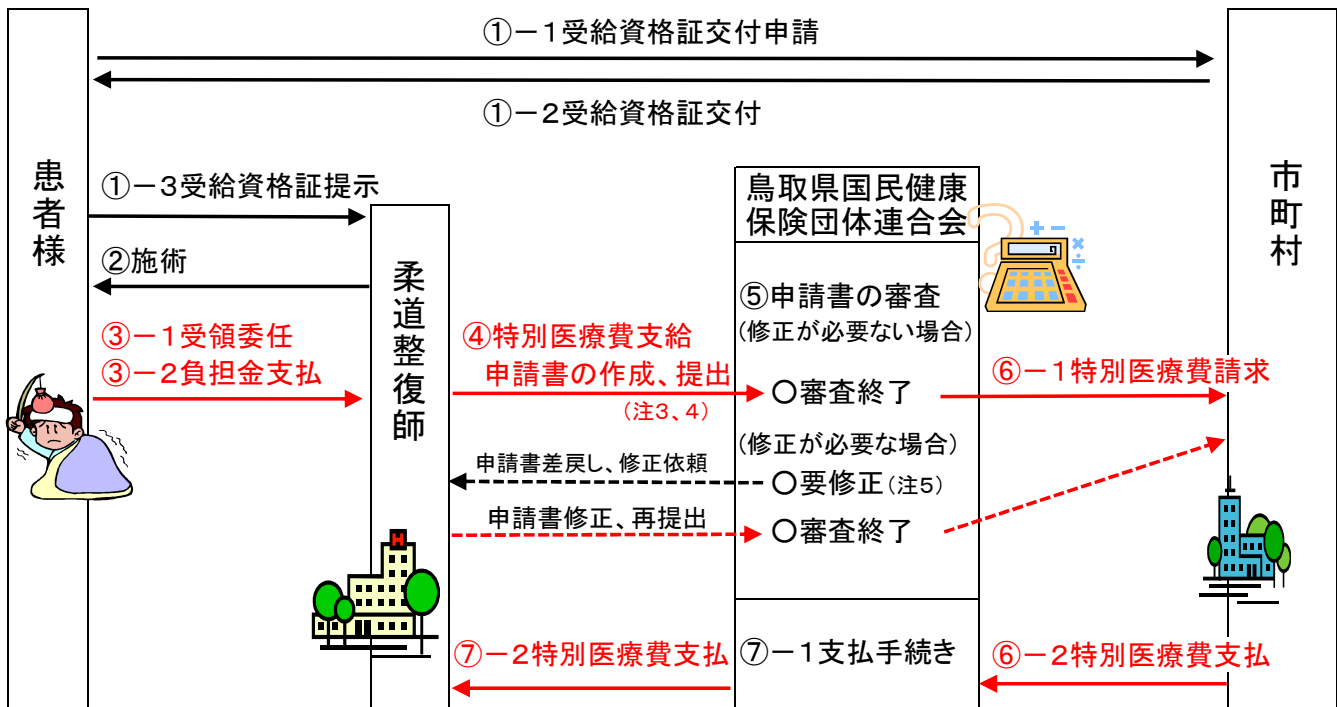 ①－1受給資格証交付申請
①－2受給資格証交付
患者様
市町村
①－3受給資格証提示
②施術
③－1受領委任
③－2負担金支払
柔道整復師
④特別医療費支給
申請書の作成、提出
(注3、4)
申請書差戻し、修正依頼
申請書修正、再提出
鳥取県国民健康
保険団体連合会
⑤申請書の審査
(修正が必要ない場合)
○審査終了
(修正が必要な場合)
○要修正(注5)
○審査終了
⑥－1特別医療費請求
⑦－2特別医療費支払
⑦－1支払手続き
⑥－2特別医療費支払
H